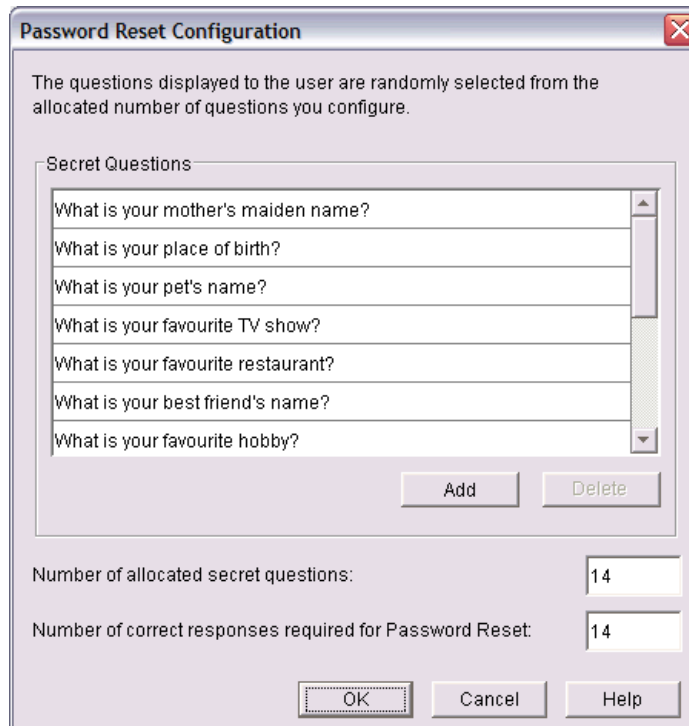 Password Reset Configuration
The questions displayed to the user are randomly selected from the
allocated number of questions you configure.
Secret Questions
What is your mother's maiden name?
What is your place of birth?
What is your pet's name?
What is your favourite TV show?
What is your favourite restaurant?
What is your best friend's name?
What is your favourite hobby?
Add Delete
Number of allocated secret questions: 14
Number of correct responses required for Password Reset: 14
OK Cancel Help